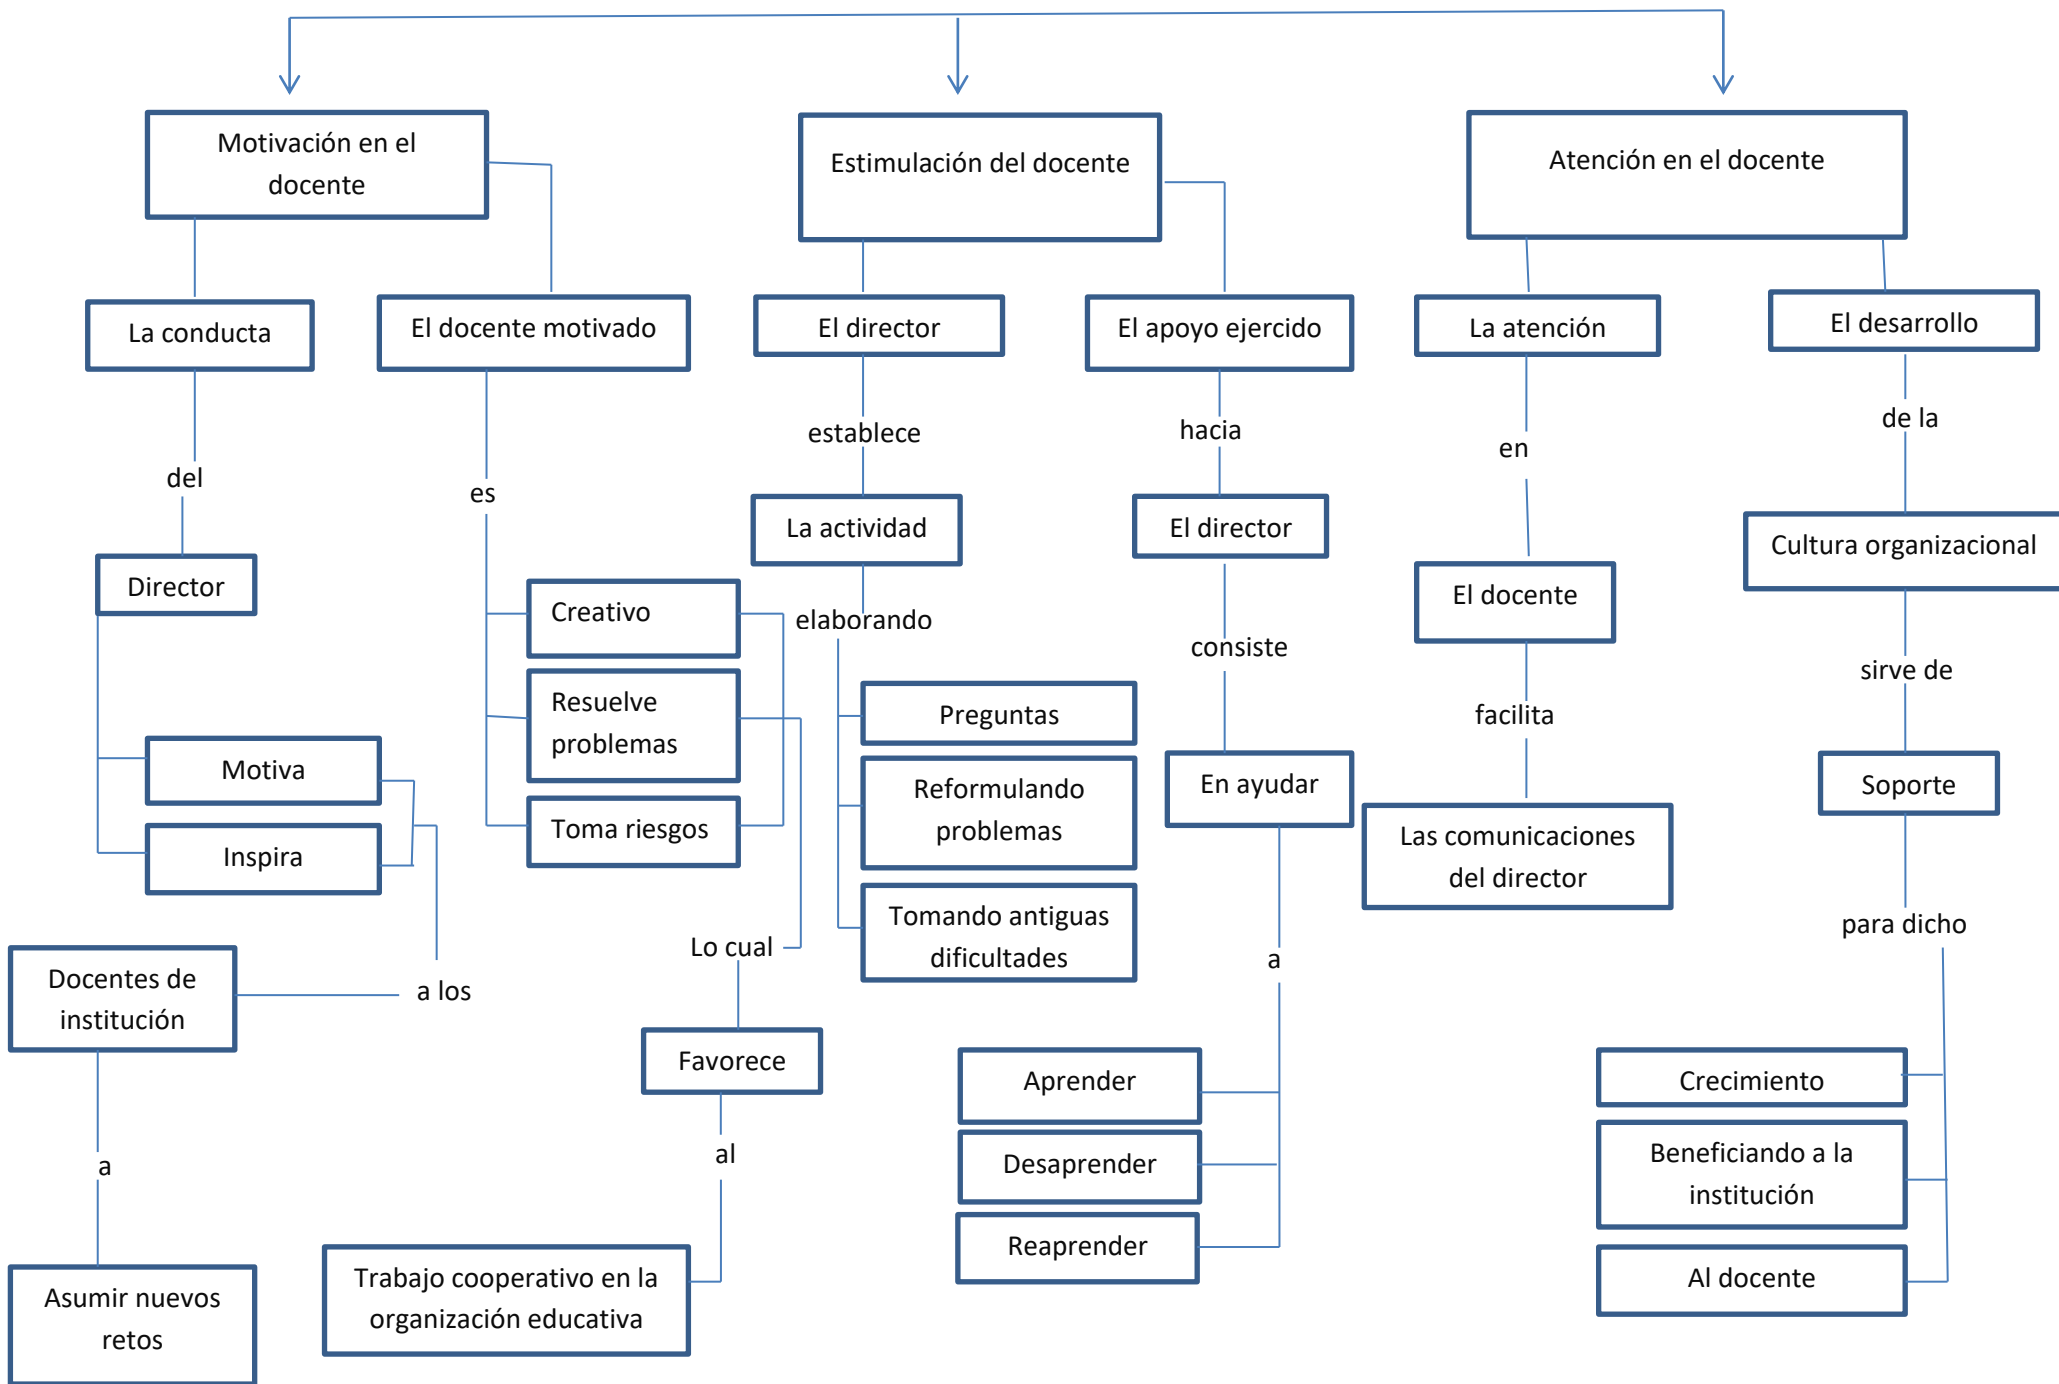 Motivación en el
docente
Estimulación del docente
Atención en el docente
La conducta
El docente motivado
El director
El apoyo ejercido
La atención
El desarrollo
establece
hacia
en
de la
del
es
La actividad
El director
Cultura organizacional
Director
Creativo
elaborando
consiste
El docente
sirve de
Resuelve
problemas
Preguntas
facilita
Motiva
Reformulando
problemas
En ayudar
Soporte
Inspira
Toma riesgos
Las comunicaciones
del director
Tomando antiguas
dificultades
para dicho
Lo cual
a
Docentes de
institución
a los
Favorece
Aprender
Crecimiento
a
al
Desaprender
Beneficiando a la
institución
Reaprender
Asumir nuevos
retos
Trabajo cooperativo en la
organización educativa
Al docente